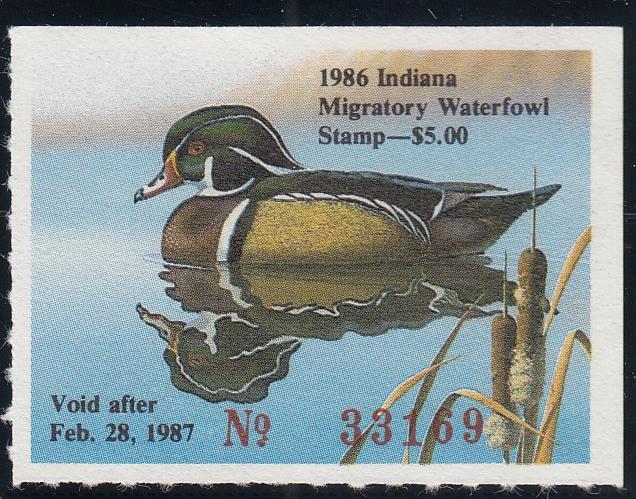 1986 Indiana
Migratory Waterfowl
Stamp—$5.00
Void after
Feb. 28, 1987
No 33169